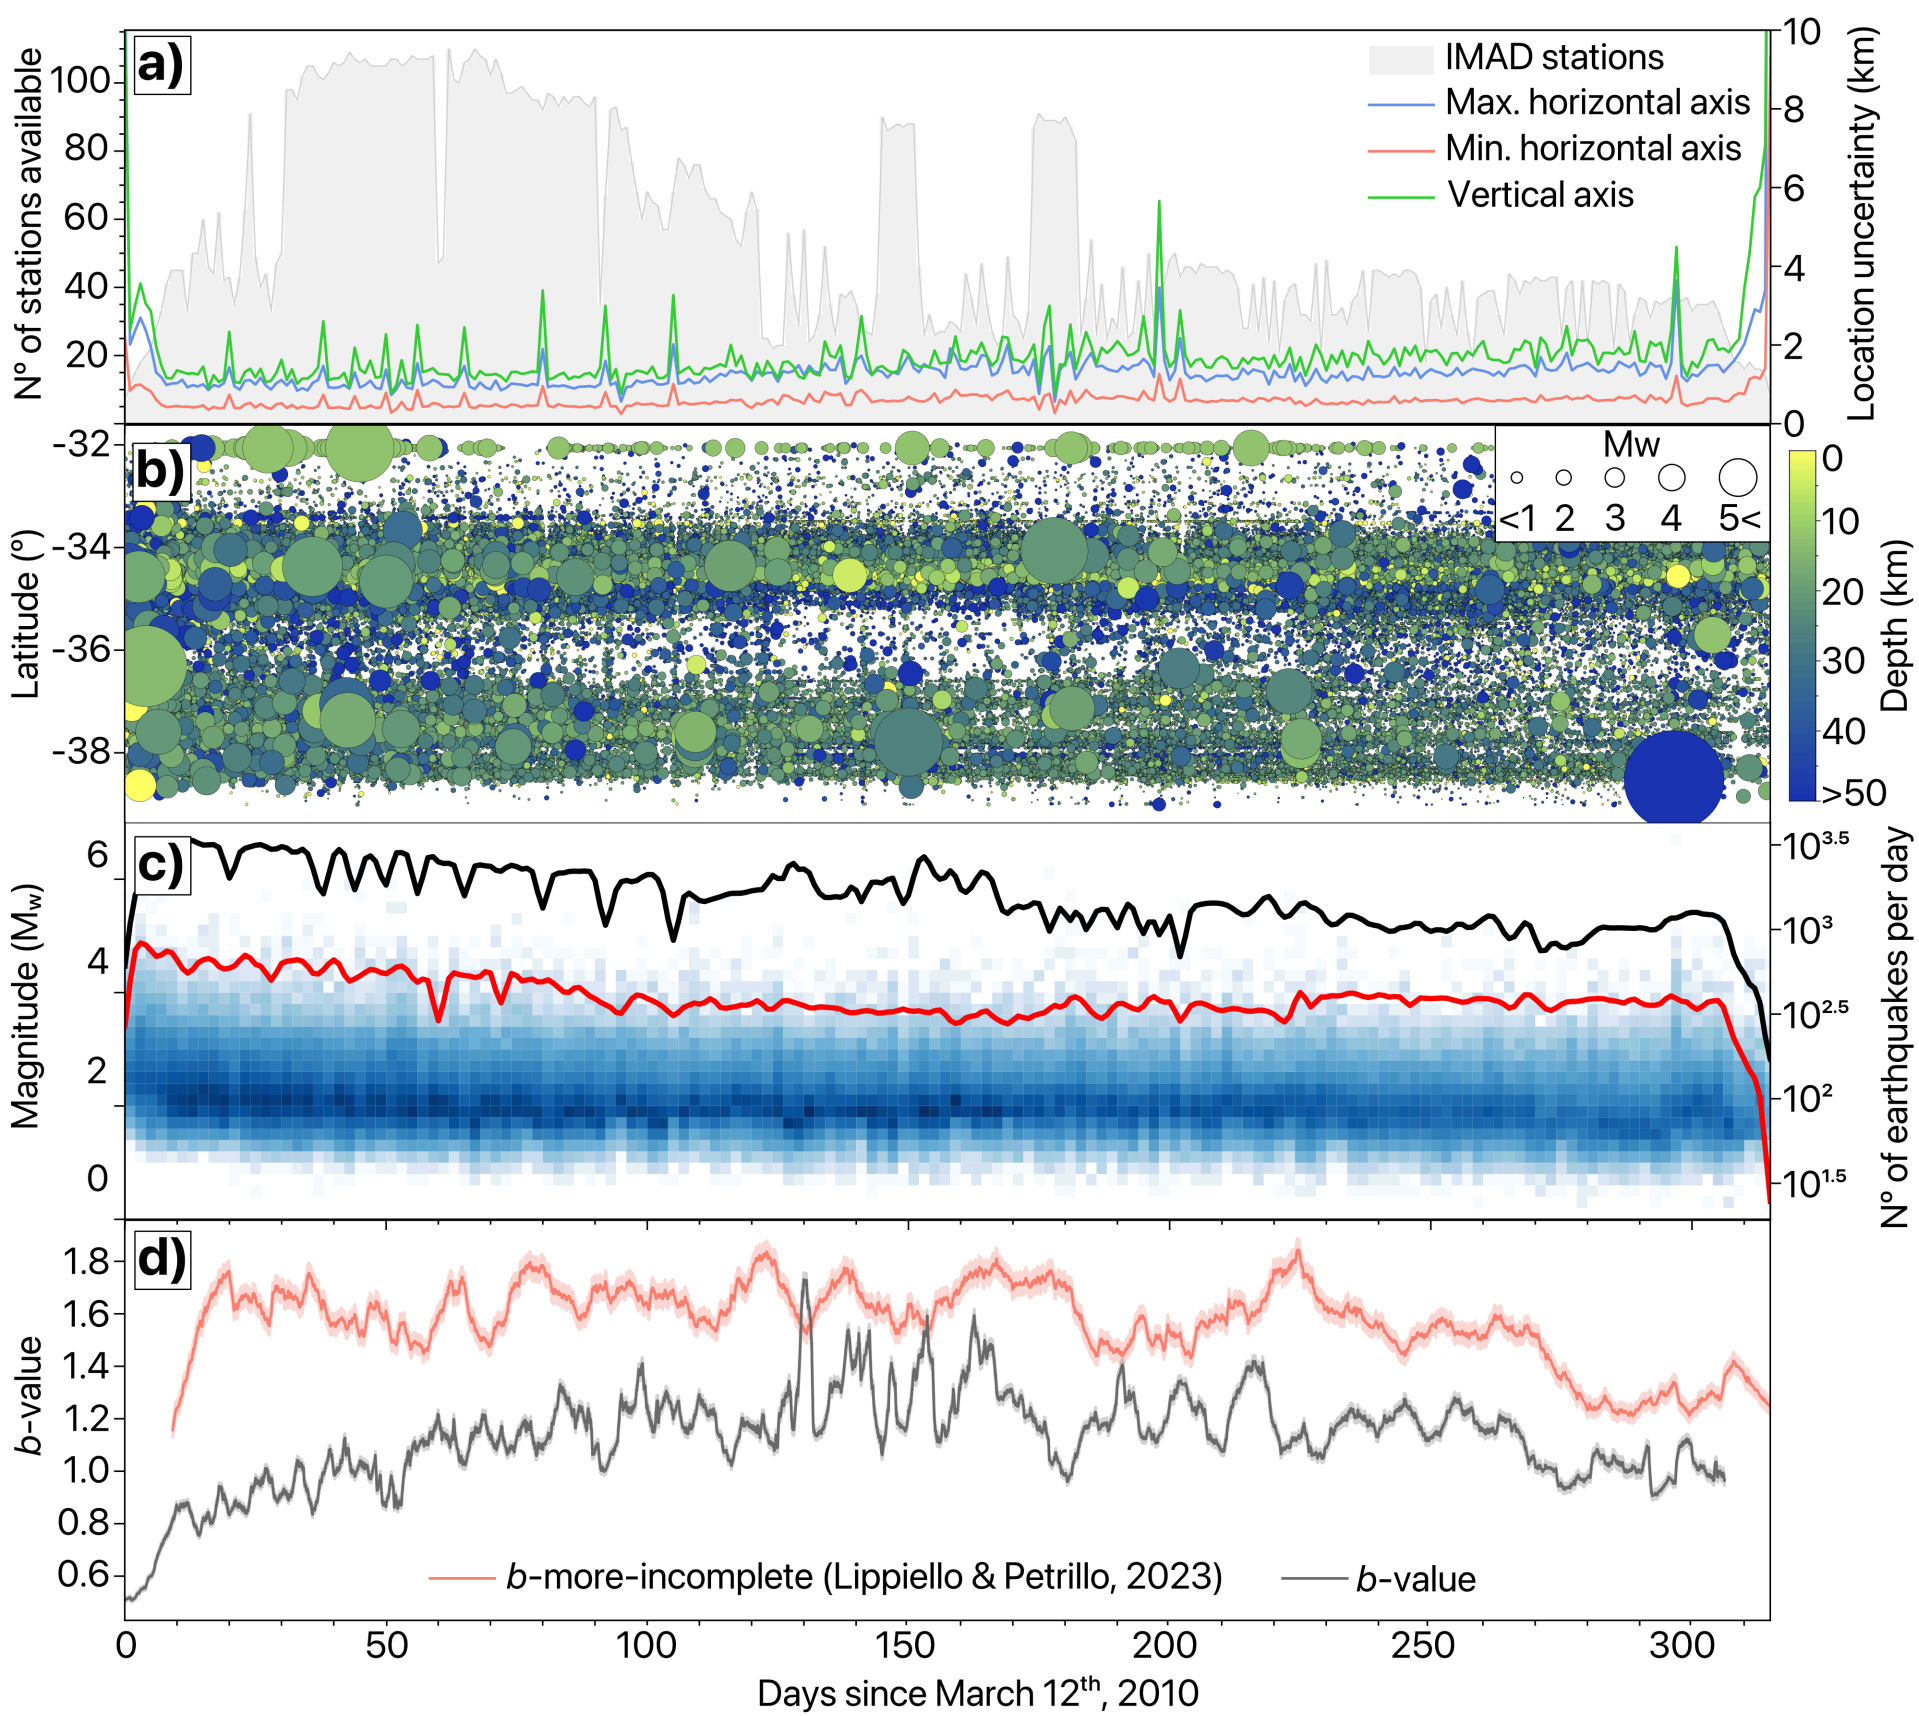 a)
N° of stations available
100
80
60
40
20
IMAD stations
Max. horizontal axis
Min. horizontal axis
Vertical axis
10
8
6
4
2
0
Location uncertainty (km)
b)
Latitude (°)
-32
-34
-36
-38
Mw
<1 2 3 4 5<
0
10
20
30
40
>50
Depth (km)
c)
Magnitude (Mw)
6
4
2
0
10^3.5
10^3
10^2.5
10^2
10^1.5
N° of earthquakes per day
d)
b-value
1.8
1.6
1.4
1.2
1.0
0.8
0.6
b-more-incomplete (Lippiello & Petrillo, 2023)
b-value
0 50 100 150 200 250 300
Days since March 12th, 2010